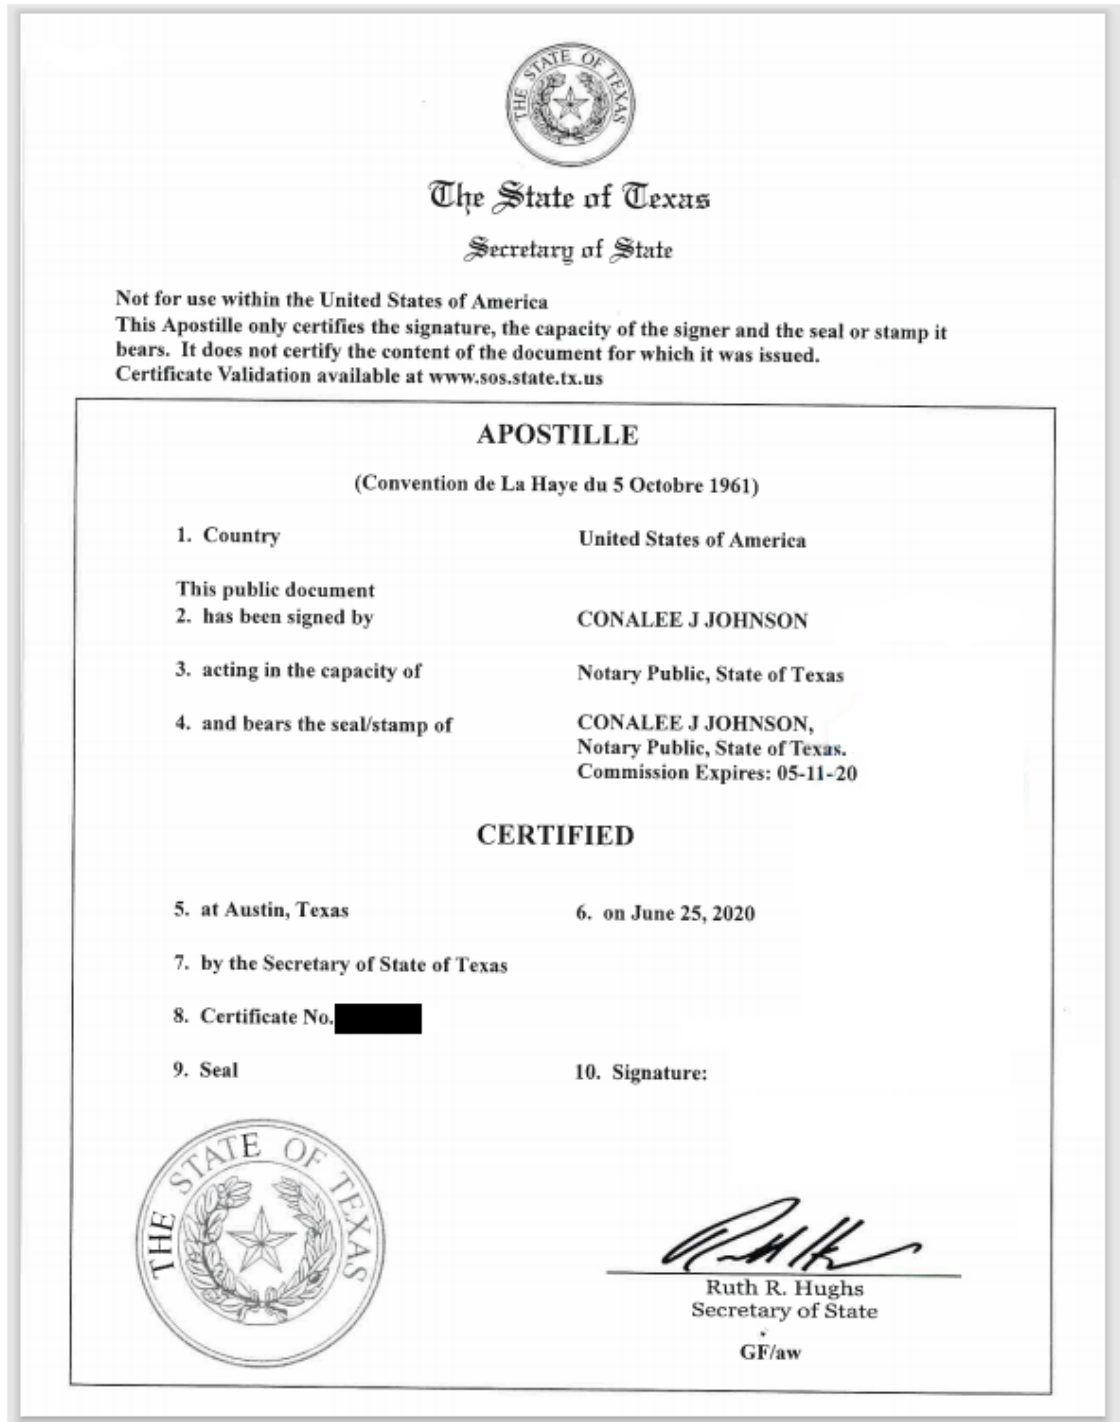 THE STATE OF TEXAS
The State of Texas
Secretary of State
Not for use within the United States of America
This Apostille only certifies the signature, the capacity of the signer and the seal or stamp it
bears. It does not certify the content of the document for which it was issued.
Certificate Validation available at www.sos.state.tx.us
APOSTILLE
(Convention de La Haye du 5 Octobre 1961)
1. Country United States of America
This public document
2. has been signed by CONALEE J JOHNSON
3. acting in the capacity of Notary Public, State of Texas
4. and bears the seal/stamp of CONALEE J JOHNSON,
Notary Public, State of Texas.
Commission Expires: 05-11-20
CERTIFIED
5. at Austin, Texas 6. on June 25, 2020
7. by the Secretary of State of Texas
8. Certificate No.
9. Seal 10. Signature:
THE STATE OF TEXAS
Ruth R. Hughs
Secretary of State
GF/aw